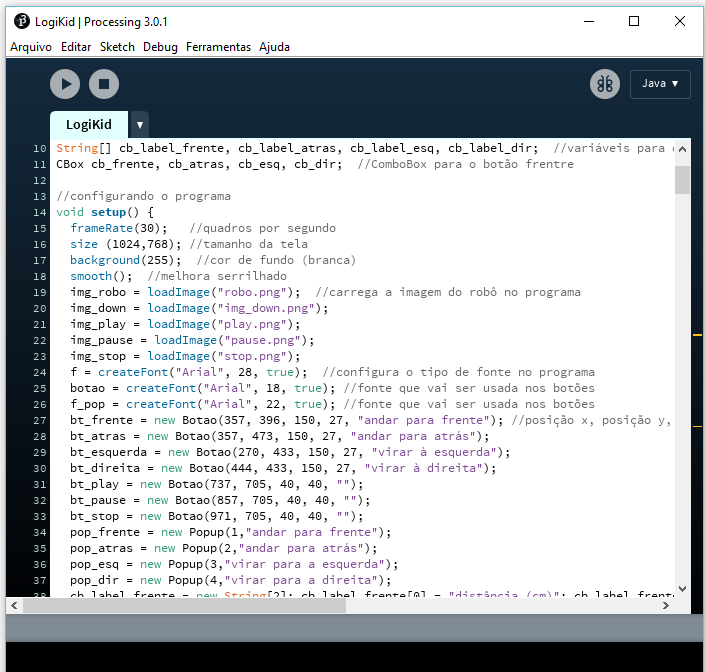 LogiKid | Processing 3.0.1
Arquivo Editar Sketch Debug Ferramentas Ajuda
Java ▼
LogiKid ▼
10 String[] cb_label_frente, cb_label_atras, cb_label_esq, cb_label_dir;  //variáveis para
11 CBox cb_frente, cb_atras, cb_esq, cb_dir;  //ComboBox para o botão frentre
12
13 //configurando o programa
14 void setup() {
15   frameRate(30);   //quadros por segundo
16   size (1024,768); //tamanho da tela
17   background(255);  //cor de fundo (branca)
18   smooth();  //melhora serrilhado
19   img_robo = loadImage("robo.png");  //carrega a imagem do robô no programa
20   img_down = loadImage("img_down.png");
21   img_play = loadImage("play.png");
22   img_pause = loadImage("pause.png");
23   img_stop = loadImage("stop.png");
24   f = createFont("Arial", 28, true);  //configura o tipo de fonte no programa
25   botao = createFont("Arial", 18, true); //fonte que vai ser usada nos botões
26   f_pop = createFont("Arial", 22, true); //fonte que vai ser usada nos botões
27   bt_frente = new Botao(357, 396, 150, 27, "andar para frente"); //posição x, posição y,
28   bt_atras = new Botao(357, 473, 150, 27, "andar para atrás");
29   bt_esquerda = new Botao(270, 433, 150, 27, "virar à esquerda");
30   bt_direita = new Botao(444, 433, 150, 27, "virar à direita");
31   bt_play = new Botao(737, 705, 40, 40, "");
32   bt_pause = new Botao(857, 705, 40, 40, "");
33   bt_stop = new Botao(971, 705, 40, 40, "");
34   pop_frente = new Popup(1,"andar para frente");
35   pop_atras = new Popup(2,"andar para atrás");
36   pop_esq = new Popup(3,"virar para a esquerda");
37   pop_dir = new Popup(4,"virar para a direita");
38   cb_label_frente = new String[2]; cb_label_frente[0] = "distância (cm)"; cb_label_frent